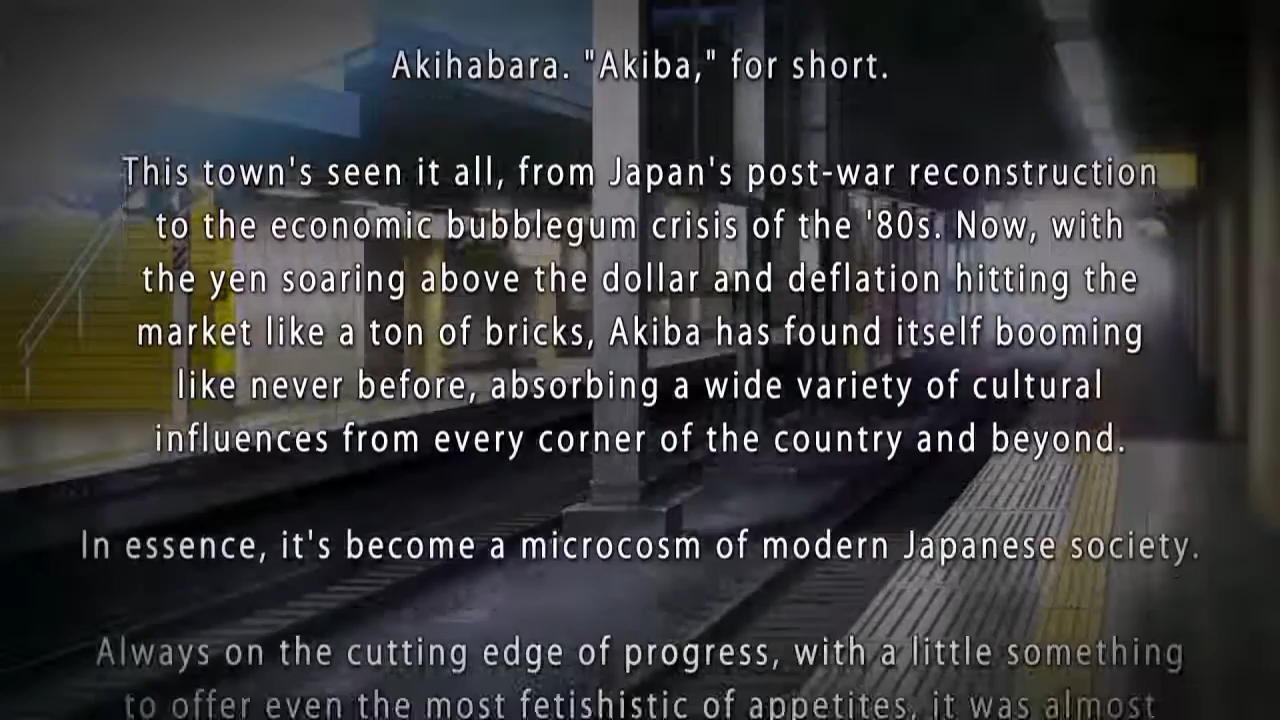 Akihabara. "Akiba," for short.
This town's seen it all, from Japan's post-war reconstruction
to the economic bubblegum crisis of the '80s. Now, with
the yen soaring above the dollar and deflation hitting the
market like a ton of bricks, Akiba has found itself booming
like never before, absorbing a wide variety of cultural
influences from every corner of the country and beyond.
In essence, it's become a microcosm of modern Japanese society.
Always on the cutting edge of progress, with a little something
to offer even the most fetishistic of appetites, it was almost